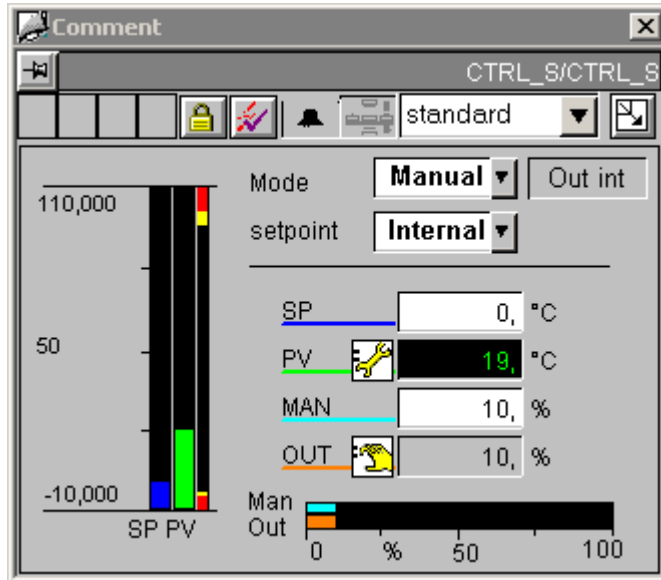 Comment
CTRL_S/CTRL_S
standard
Mode Manual Out int
110,000
setpoint Internal
SP 0, °C
50
PV 19, °C
MAN 10, %
OUT 10, %
-10,000
Man
SP PV Out
0 % 50 100